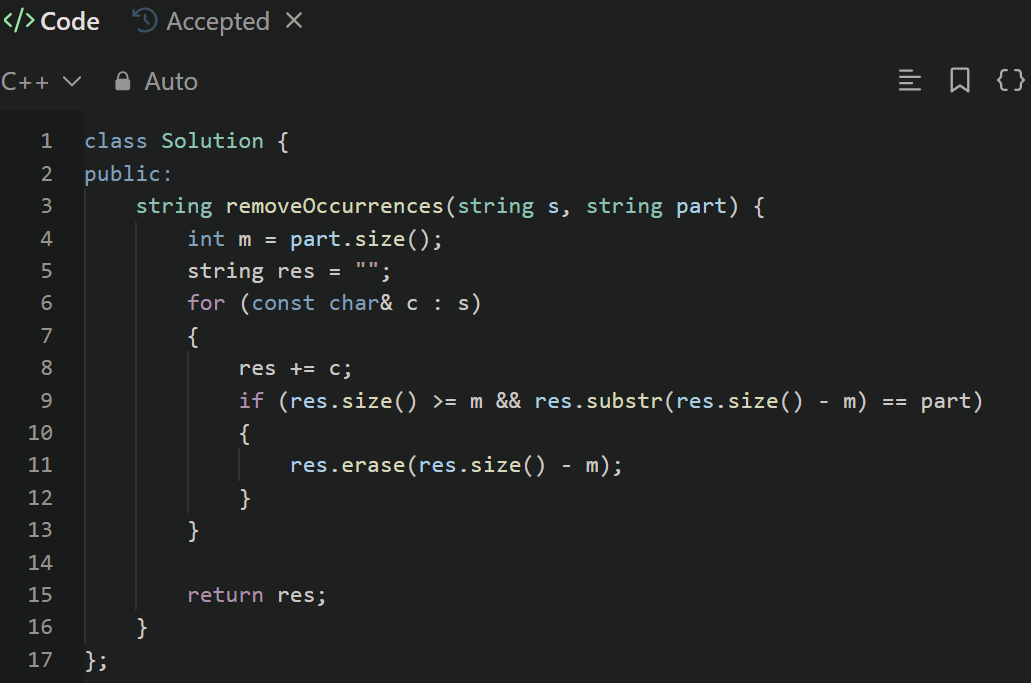 </> Code Accepted ×
C++ Auto {}
1 class Solution {
2 public:
3     string removeOccurrences(string s, string part) {
4         int m = part.size();
5         string res = "";
6         for (const char& c : s)
7         {
8             res += c;
9             if (res.size() >= m && res.substr(res.size() - m) == part)
10             {
11                 res.erase(res.size() - m);
12             }
13         }
14
15         return res;
16     }
17 };